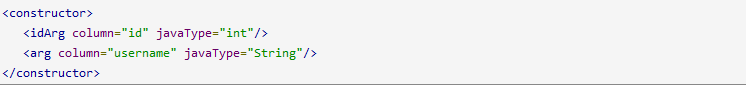 <constructor>
   <idArg column="id" javaType="int"/>
   <arg column="username" javaType="String"/>
</constructor>